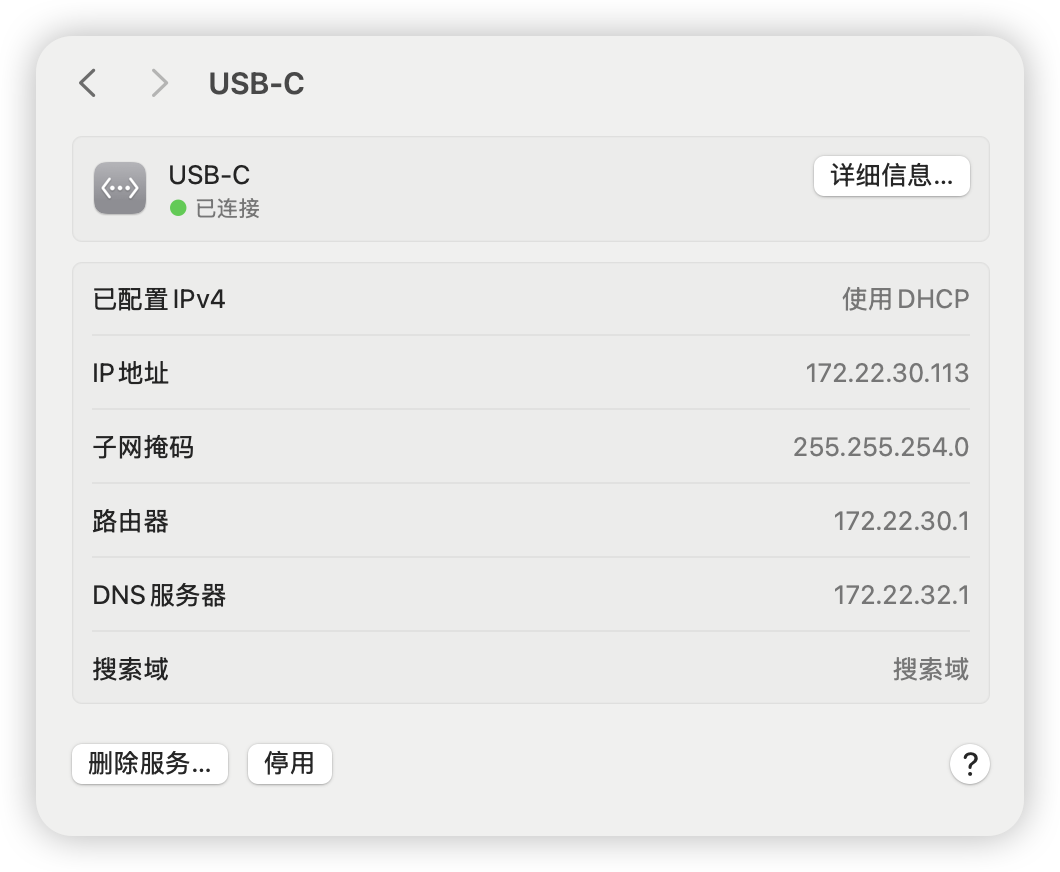 USB-C
USB-C
已连接
详细信息...
已配置 IPv4
使用 DHCP
IP 地址
172.22.30.113
子网掩码
255.255.254.0
路由器
172.22.30.1
DNS 服务器
172.22.32.1
搜索域
搜索域
删除服务...
停用
?